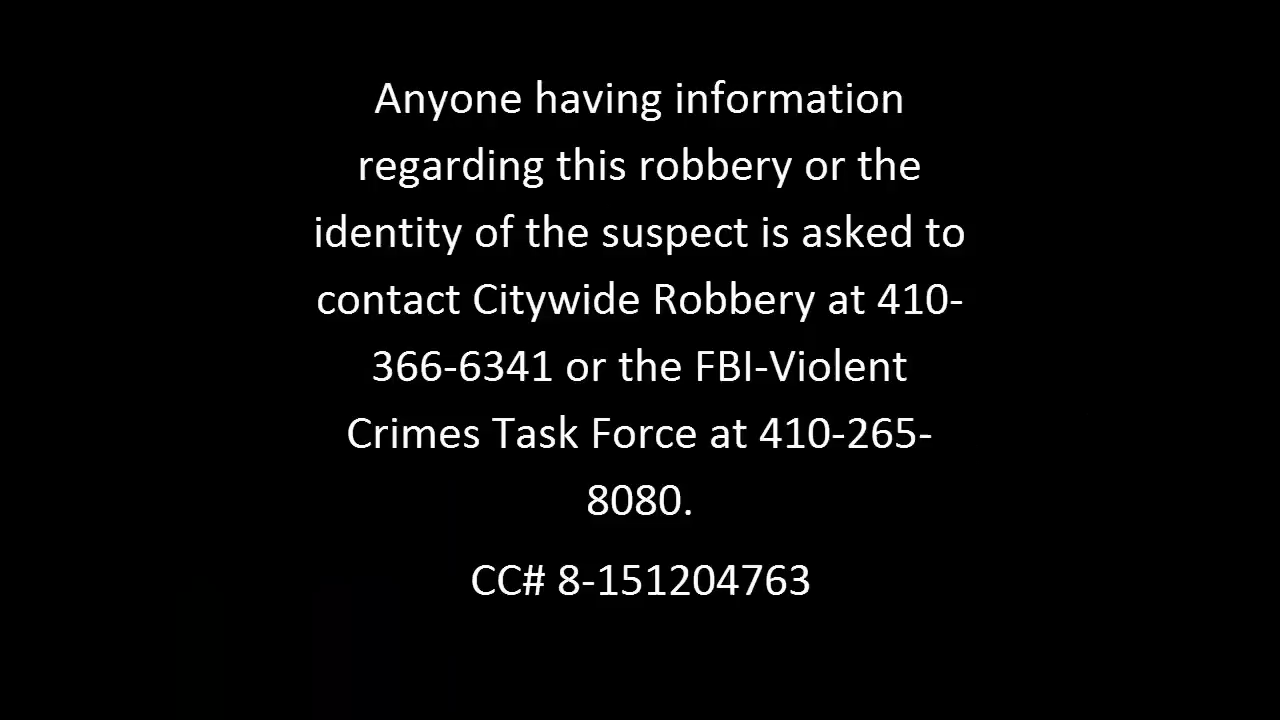 Anyone having information
regarding this robbery or the
identity of the suspect is asked to
contact Citywide Robbery at 410-
366-6341 or the FBI-Violent
Crimes Task Force at 410-265-
8080.
CC# 8-151204763